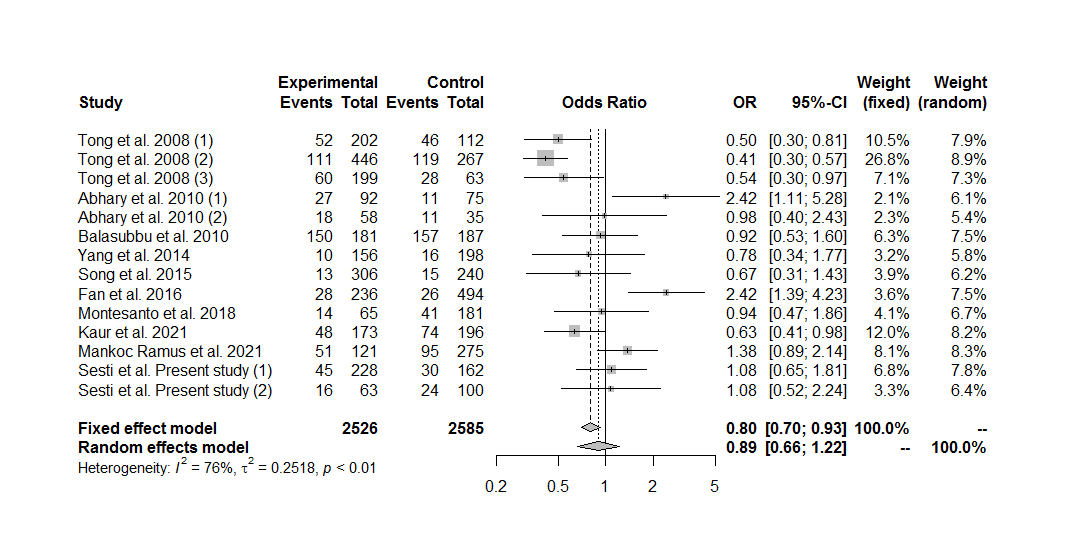 Experimental Control Weight Weight
Study Events Total Events Total Odds Ratio OR 95%-CI (fixed) (random)
Tong et al. 2008 (1) 52 202 46 112 0.50 [0.30; 0.81] 10.5% 7.9%
Tong et al. 2008 (2) 111 446 119 267 0.41 [0.30; 0.57] 26.8% 8.9%
Tong et al. 2008 (3) 60 199 28 63 0.54 [0.30; 0.97] 7.1% 7.3%
Abhary et al. 2010 (1) 27 92 11 75 2.42 [1.11; 5.28] 2.1% 6.1%
Abhary et al. 2010 (2) 18 58 11 35 0.98 [0.40; 2.43] 2.3% 5.4%
Balasubbu et al. 2010 150 181 157 187 0.92 [0.53; 1.60] 6.3% 7.5%
Yang et al. 2014 10 156 16 198 0.78 [0.34; 1.77] 3.2% 5.8%
Song et al. 2015 13 306 15 240 0.67 [0.31; 1.43] 3.9% 6.2%
Fan et al. 2016 28 236 26 494 2.42 [1.39; 4.23] 3.6% 7.5%
Montesanto et al. 2018 14 65 41 181 0.94 [0.47; 1.86] 4.1% 6.7%
Kaur et al. 2021 48 173 74 196 0.63 [0.41; 0.98] 12.0% 8.2%
Mankoc Ramus et al. 2021 51 121 95 275 1.38 [0.89; 2.14] 8.1% 8.3%
Sesti et al. Present study (1) 45 228 30 162 1.08 [0.65; 1.81] 6.8% 7.8%
Sesti et al. Present study (2) 16 63 24 100 1.08 [0.52; 2.24] 3.3% 6.4%
Fixed effect model 2526 2585 0.80 [0.70; 0.93] 100.0% --
Random effects model 0.89 [0.66; 1.22] -- 100.0%
Heterogeneity: I² = 76%, τ² = 0.2518, p < 0.01
0.2 0.5 1 2 5